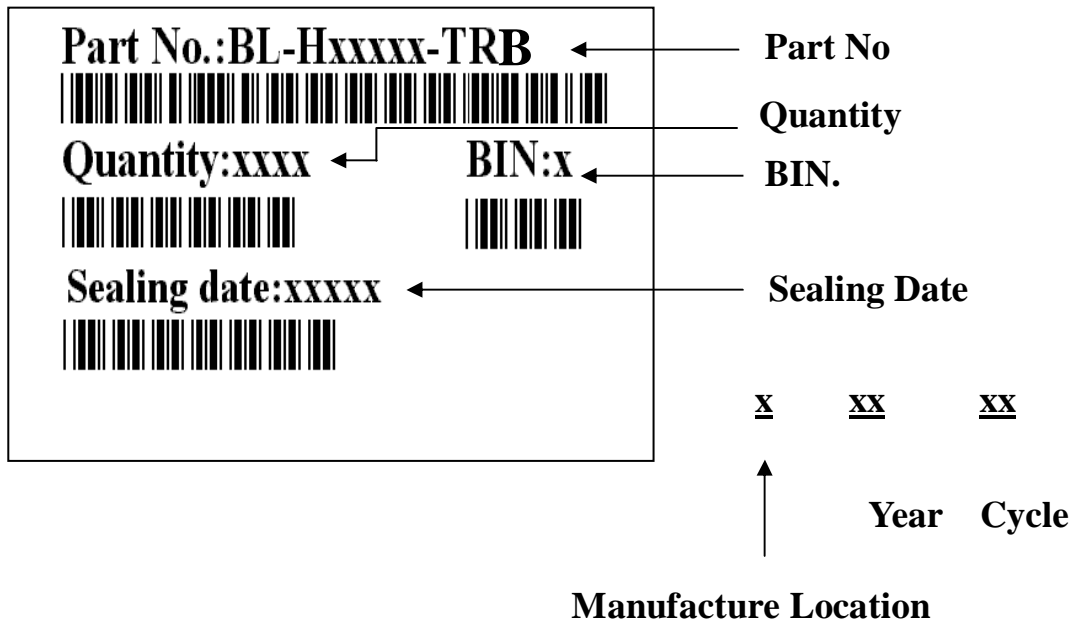 Part No.:BL-Hxxxxx-TRB
Part No
Quantity
Quantity:xxxx
BIN:x
BIN.
Sealing date:xxxxx
Sealing Date
x xx xx
Year Cycle
Manufacture Location